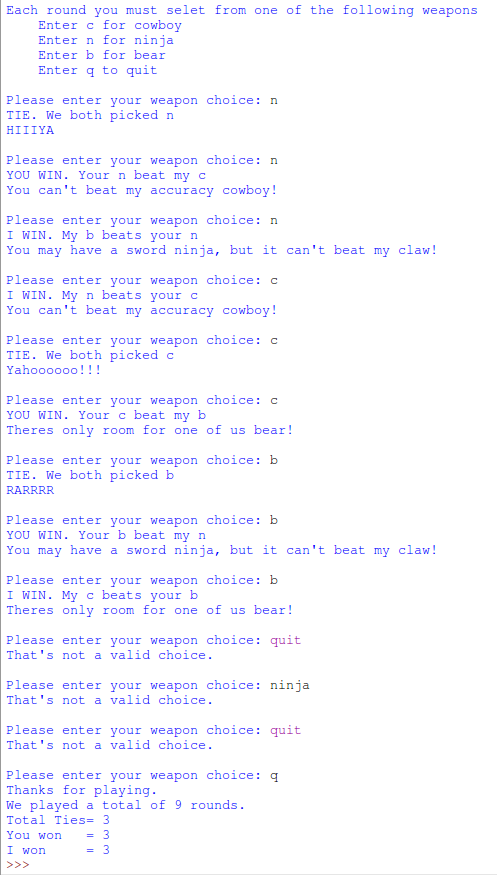 Each round you must selet from one of the following weapons
    Enter c for cowboy
    Enter n for ninja
    Enter b for bear
    Enter q to quit

Please enter your weapon choice: n
TIE. We both picked n
HIIIYA

Please enter your weapon choice: n
YOU WIN. Your n beat my c
You can't beat my accuracy cowboy!

Please enter your weapon choice: n
I WIN. My b beats your n
You may have a sword ninja, but it can't beat my claw!

Please enter your weapon choice: c
I WIN. My n beats your c
You can't beat my accuracy cowboy!

Please enter your weapon choice: c
TIE. We both picked c
Yahoooooo!!!

Please enter your weapon choice: c
YOU WIN. Your c beat my b
Theres only room for one of us bear!

Please enter your weapon choice: b
TIE. We both picked b
RARRRR

Please enter your weapon choice: b
YOU WIN. Your b beat my n
You may have a sword ninja, but it can't beat my claw!

Please enter your weapon choice: b
I WIN. My c beats your b
Theres only room for one of us bear!

Please enter your weapon choice: quit
That's not a valid choice.

Please enter your weapon choice: ninja
That's not a valid choice.

Please enter your weapon choice: quit
That's not a valid choice.

Please enter your weapon choice: q
Thanks for playing.
We played a total of 9 rounds.
Total Ties= 3
You won   = 3
I won     = 3
>>>